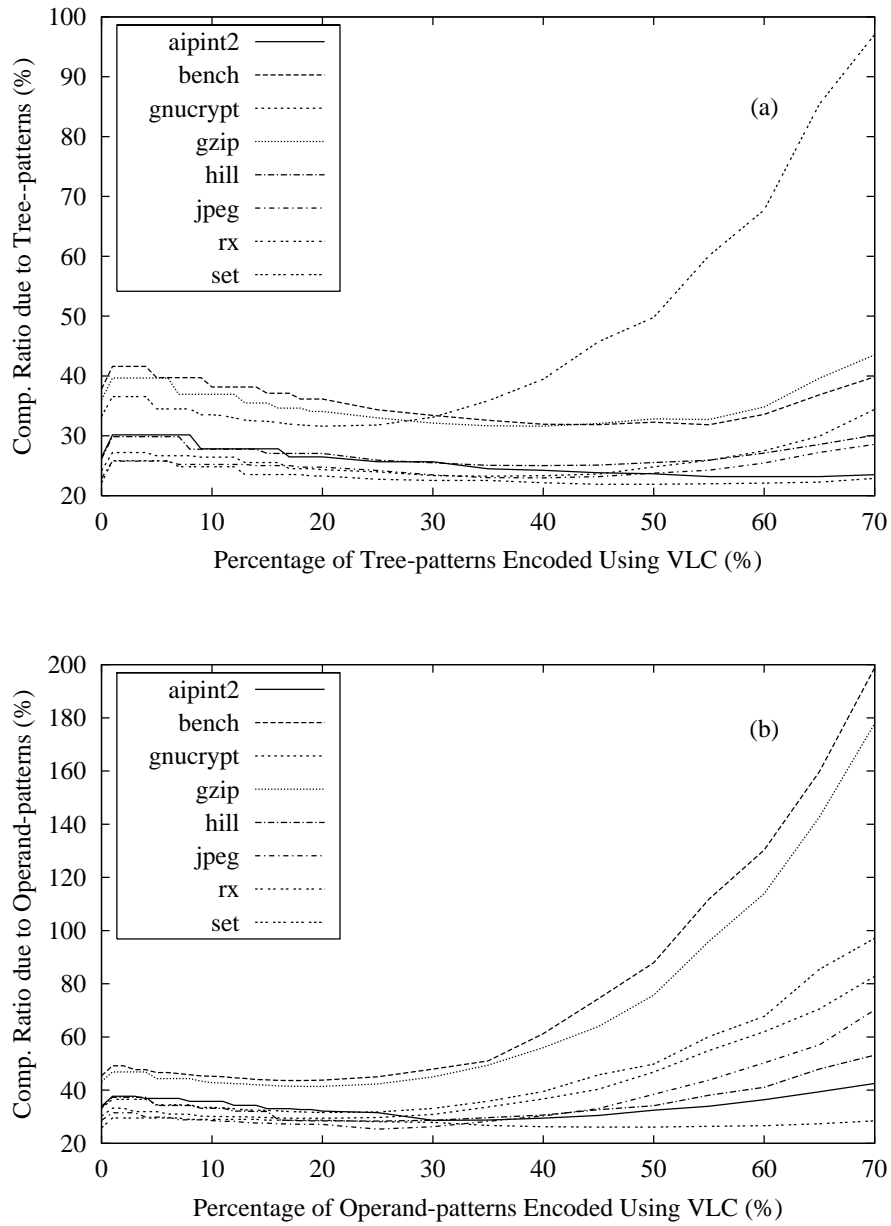 100
90
80
70
60
50
40
30
20
0 10 20 30 40 50 60 70
Comp. Ratio due to Tree--patterns (%)
Percentage of Tree-patterns Encoded Using VLC (%)
(a)
aipint2
bench
gnucrypt
gzip
hill
jpeg
rx
set
200
180
160
140
120
100
80
60
40
20
0 10 20 30 40 50 60 70
Comp. Ratio due to Operand-patterns (%)
Percentage of Operand-patterns Encoded Using VLC (%)
(b)
aipint2
bench
gnucrypt
gzip
hill
jpeg
rx
set